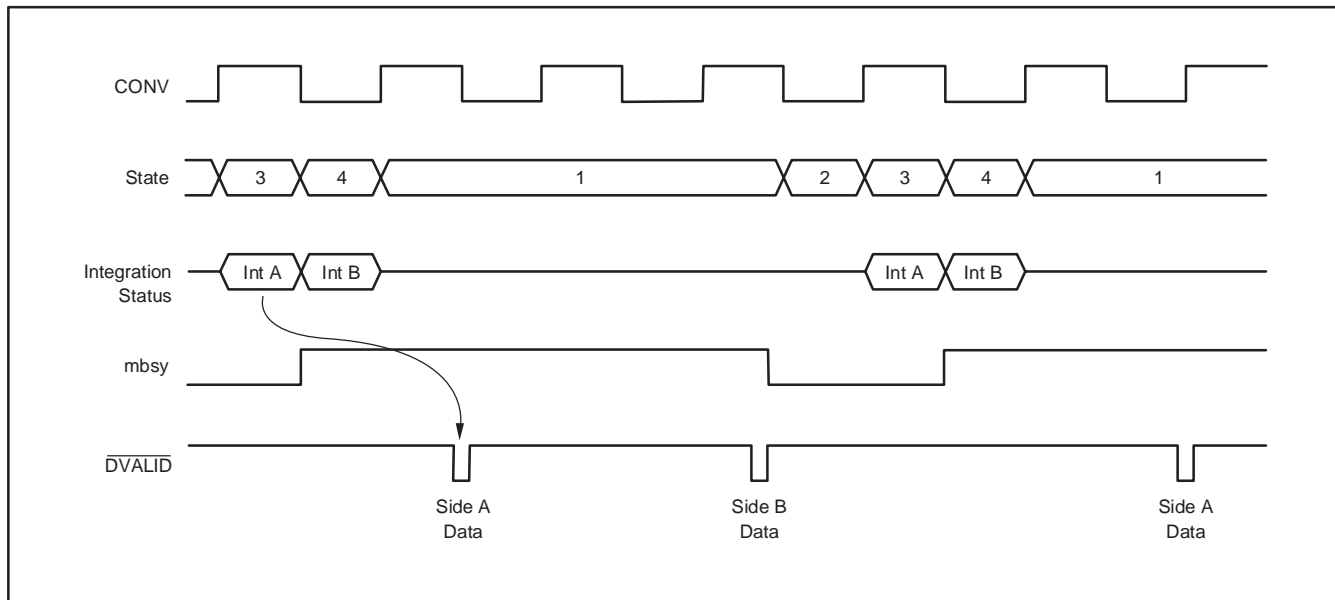 CONV
State
3
4
1
2
3
4
1
Integration
Status
Int A
Int B
Int A
Int B
mbsy
DVALID
Side A
Data
Side B
Data
Side A
Data